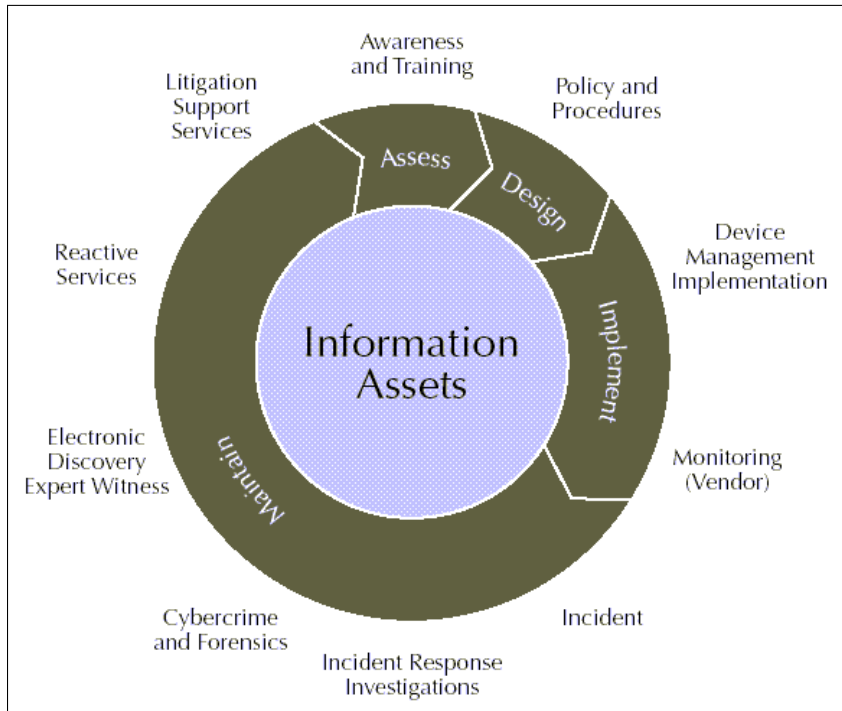 Awareness
and Training
Policy and
Procedures
Device
Management
Implementation
Monitoring
(Vendor)
Incident
Incident Response
Investigations
Cybercrime
and Forensics
Electronic
Discovery
Expert Witness
Reactive
Services
Litigation
Support
Services
Assess
Design
Implement
Maintain
Information
Assets